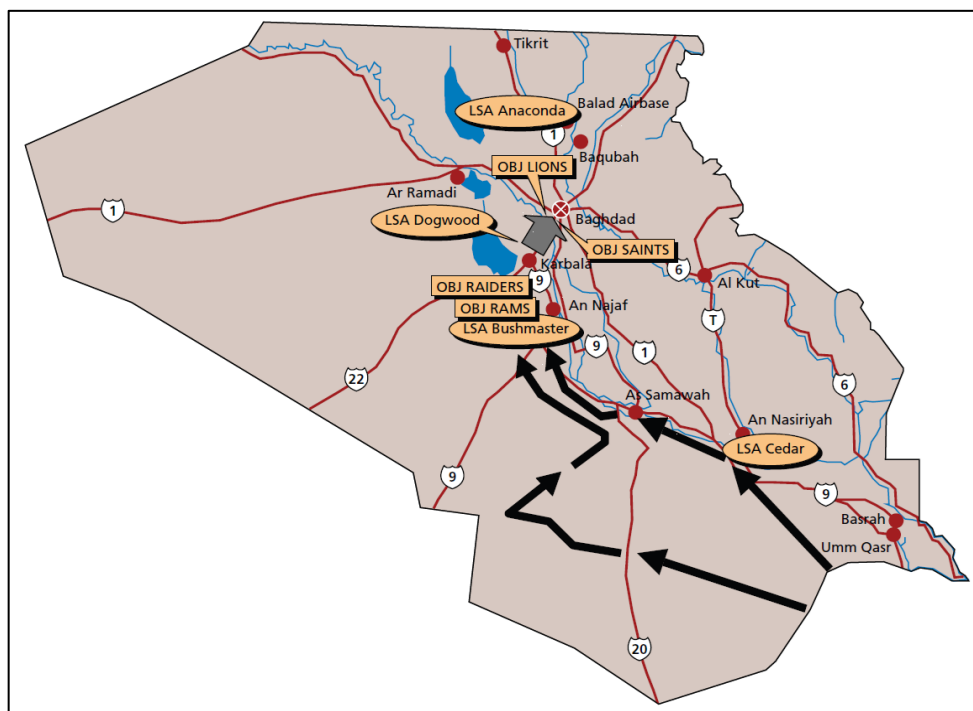 Tikrit
LSA Anaconda
Balad Airbase
1
Baqubah
OBJ LIONS
Ar Ramadi
1
LSA Dogwood
Baghdad
OBJ SAINTS
Karbala
6
Al Kut
9
OBJ RAIDERS
OBJ RAMS
An Najaf
LSA Bushmaster
T
9
1
22
6
As Samawah
An Nasiriyah
LSA Cedar
9
9
Basrah
Umm Qasr
20